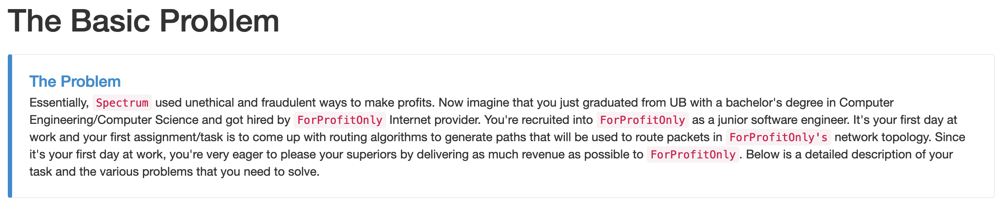 The Basic Problem
The Problem
Essentially, Spectrum used unethical and fraudulent ways to make profits. Now imagine that you just graduated from UB with a bachelor's degree in Computer
Engineering/Computer Science and got hired by ForProfitOnly Internet provider. You're recruited into ForProfitOnly as a junior software engineer. It's your first day at
work and your first assignment/task is to come up with routing algorithms to generate paths that will be used to route packets in ForProfitOnly's network topology. Since
it's your first day at work, you're very eager to please your superiors by delivering as much revenue as possible to ForProfitOnly. Below is a detailed description of your
task and the various problems that you need to solve.